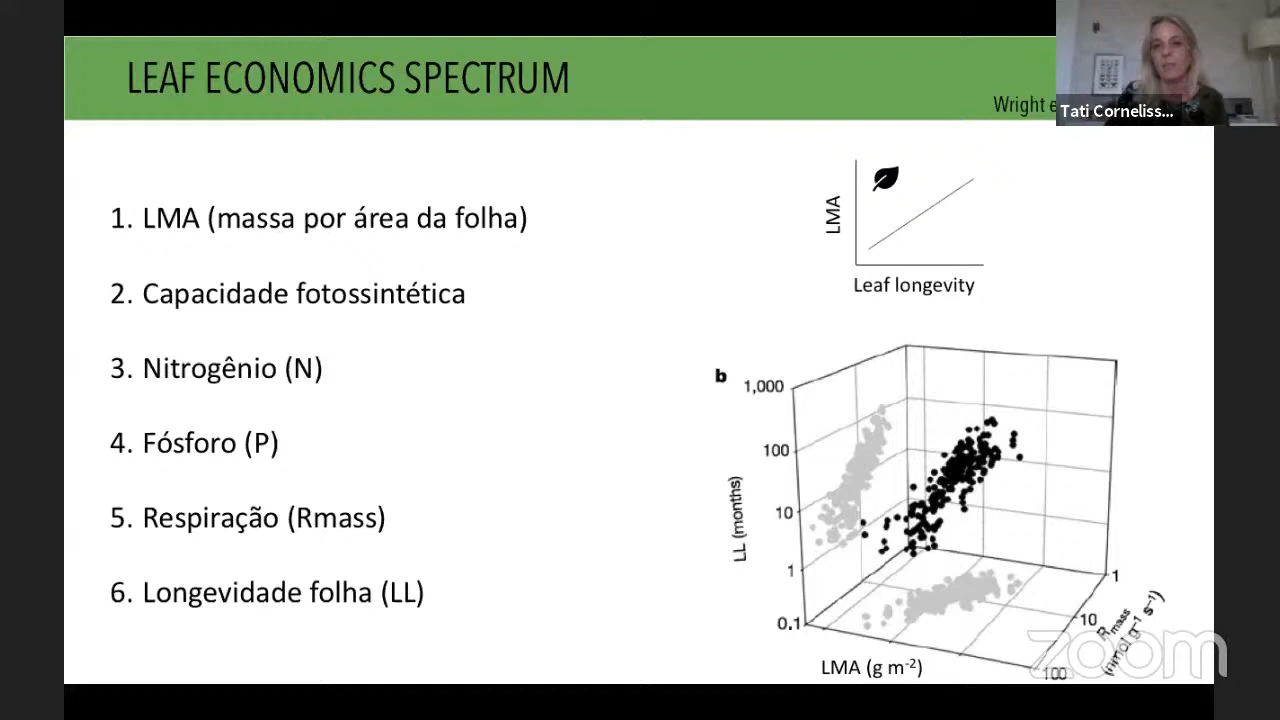 LEAF ECONOMICS SPECTRUM
Wright
Tati Corneliss...
1. LMA (massa por área da folha)
2. Capacidade fotossintética
3. Nitrogênio (N)
4. Fósforo (P)
5. Respiração (Rmass)
6. Longevidade folha (LL)
LMA
Leaf longevity
b
1,000
100
10
1
0.1
LL (months)
LMA (g m⁻²)
1
10
100
Rmass
(nmol g⁻¹ s⁻¹)
zoom